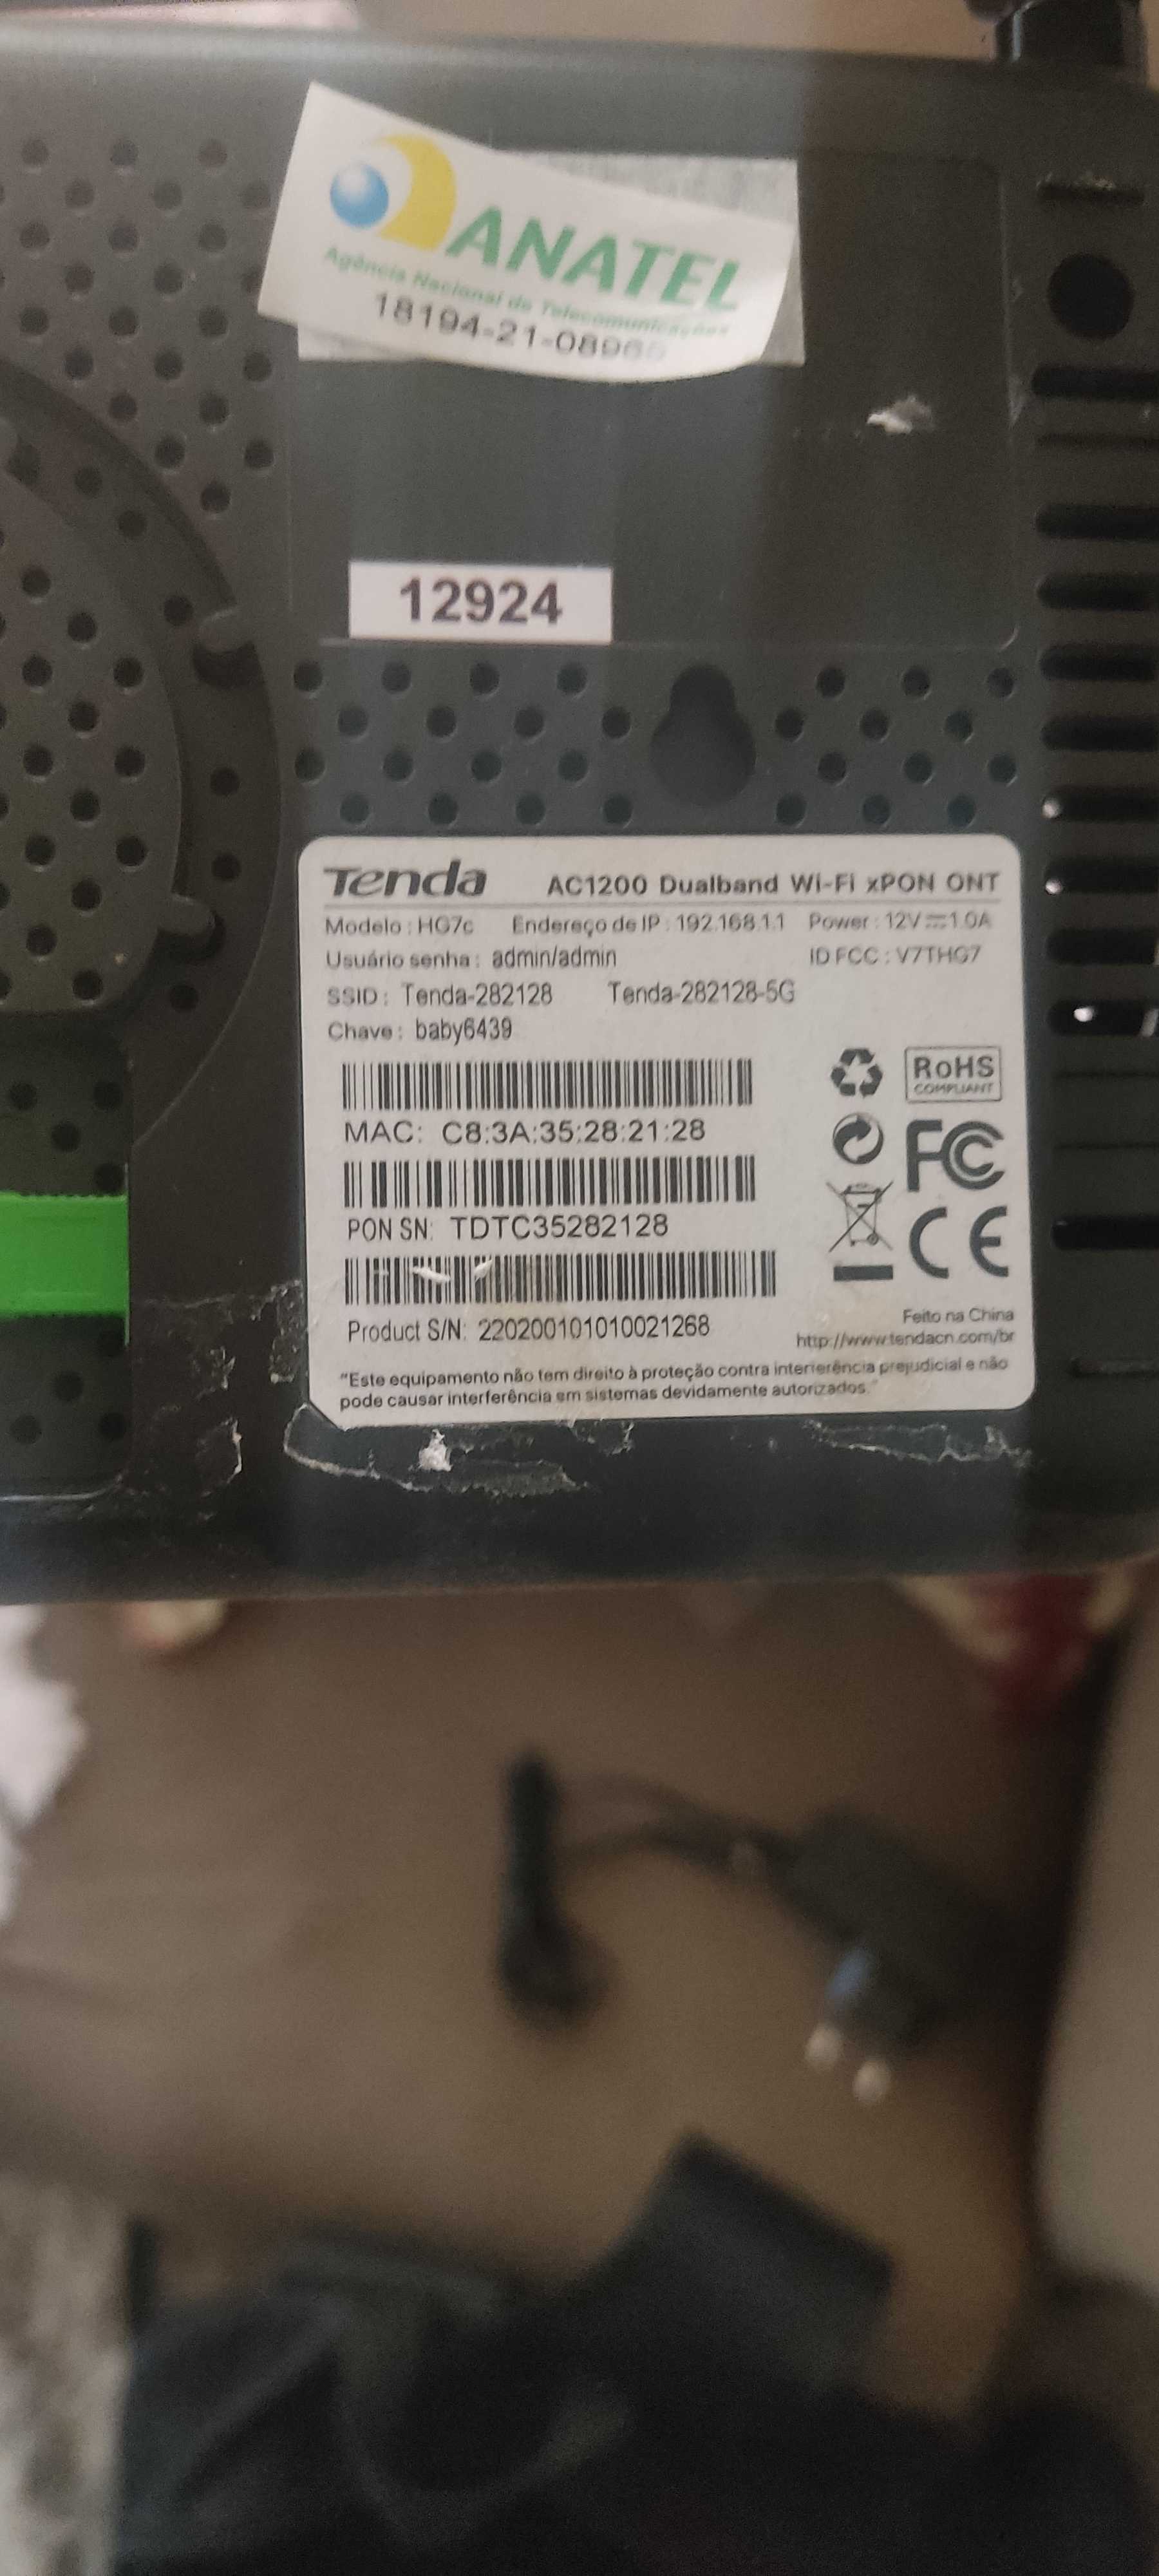 ANATEL
Agência Nacional de Telecomunicações
18194-21-08965
12924
Tenda AC1200 Dualband Wi-Fi xPON ONT
Modelo : HG7c Endereço de IP : 192.168.1.1 Power : 12V⎓1.0A
Usuário senha : admin/admin ID FCC : V7THG7
SSID : Tenda-282128 Tenda-282128-5G
Chave : baby6439
RoHS
COMPLIANT
MAC: C8:3A:35:28:21:28
FC
PON SN: TDTC35282128
CE
Product S/N: 220200101010021268
Feito na China
http://www.tendacn.com/br
"Este equipamento não tem direito à proteção contra interierência prejudicial e não
pode causar interferência em sistemas devidamente autorizados."